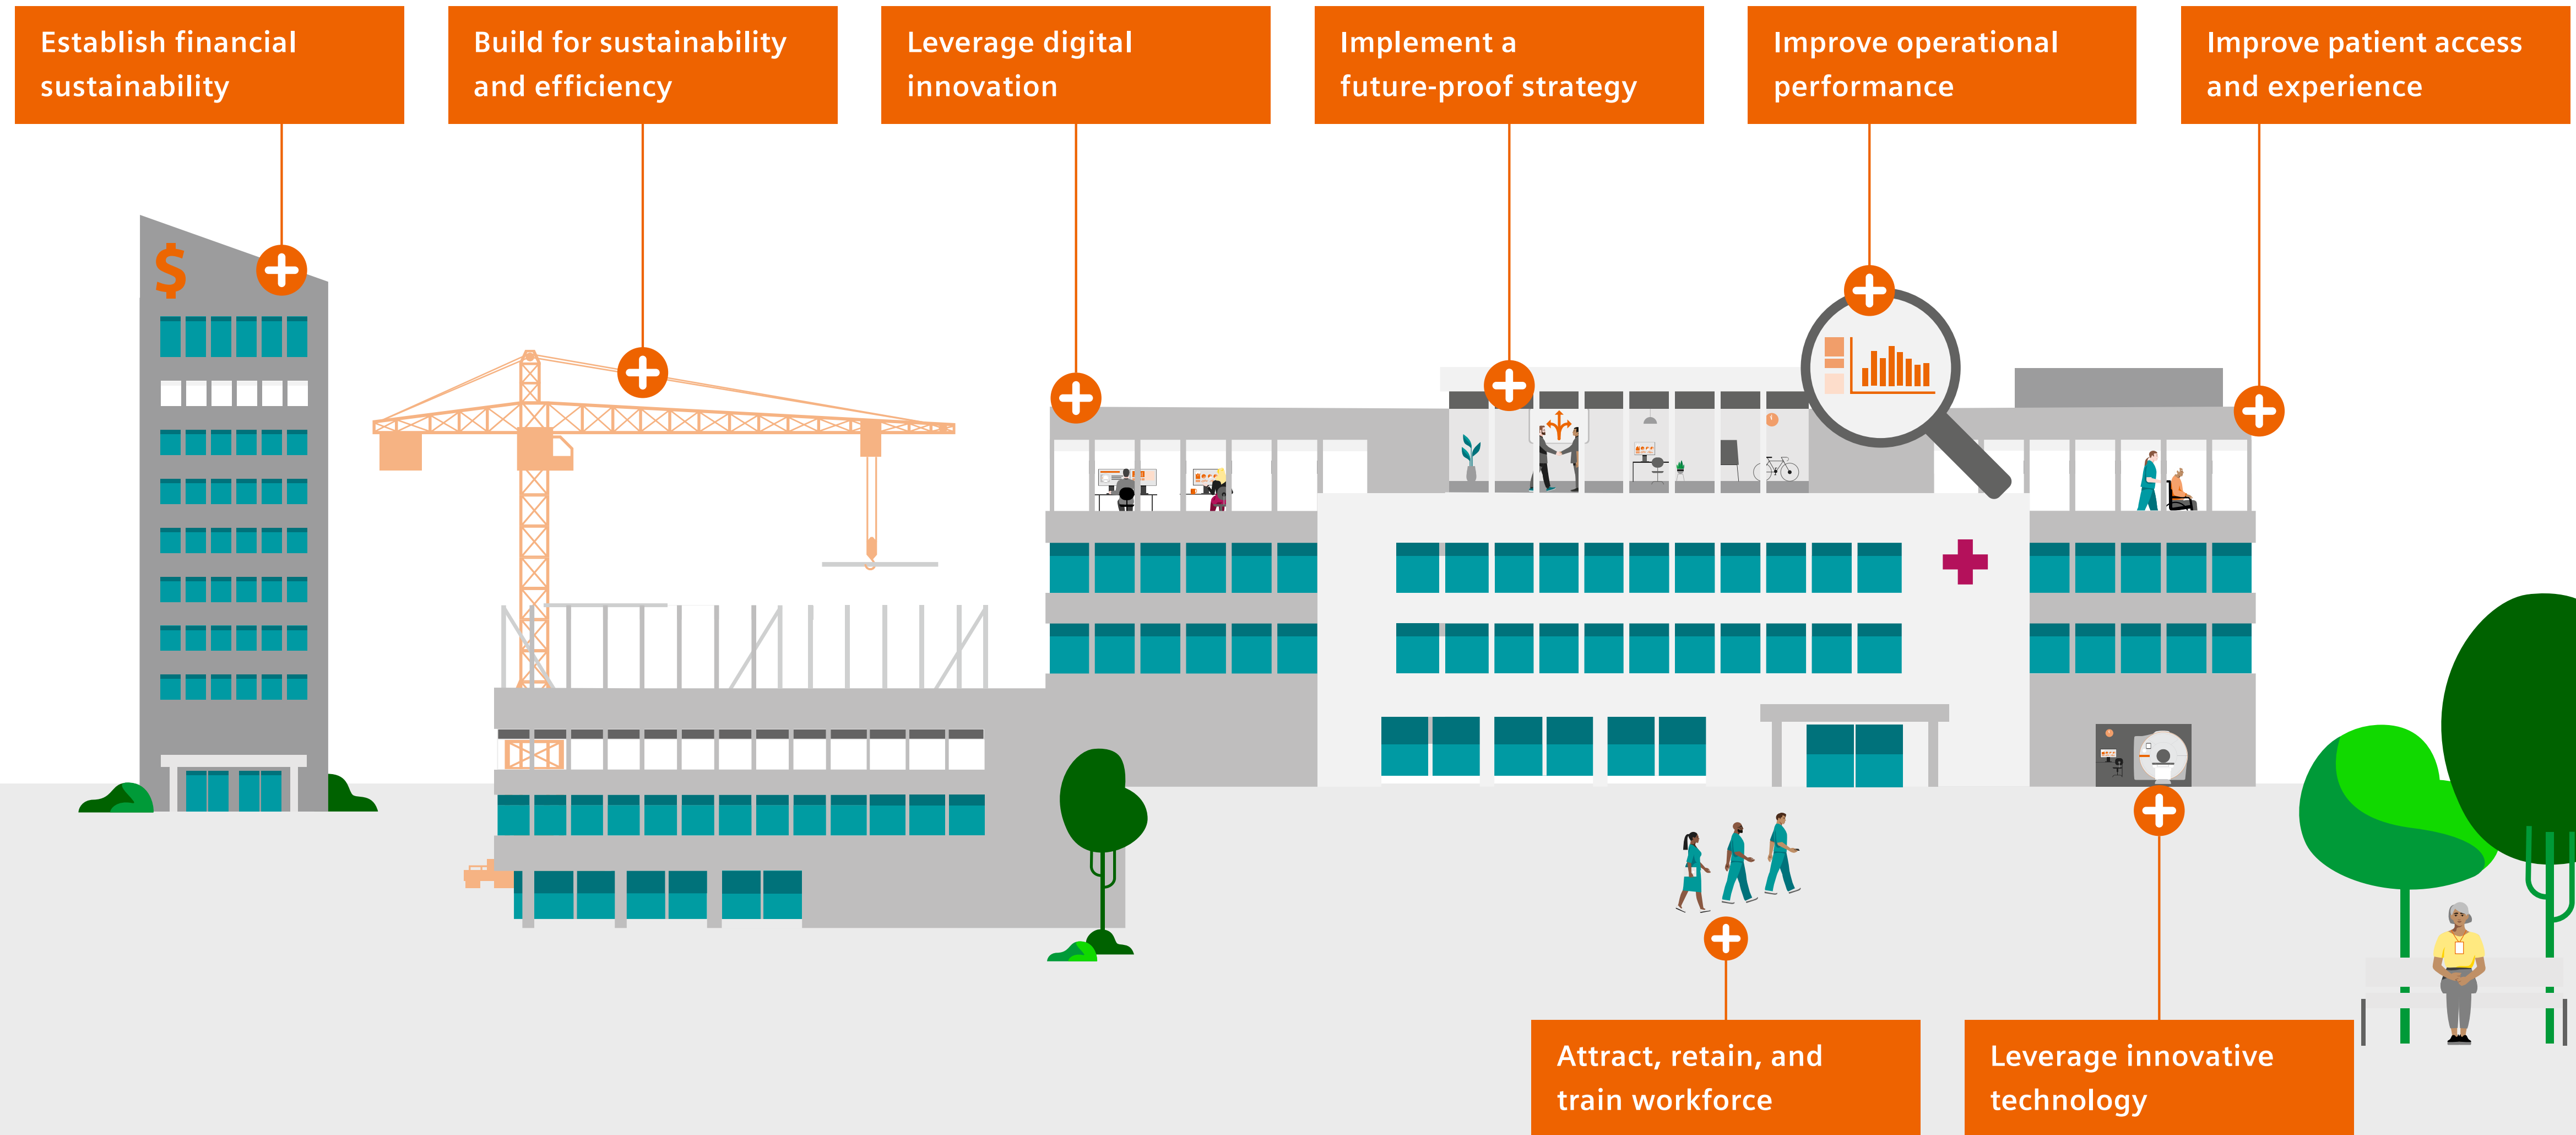 Establish financial
sustainability
Build for sustainability
and efficiency
Leverage digital
innovation
Implement a
future-proof strategy
Improve operational
performance
Improve patient access
and experience
$
Attract, retain, and
train workforce
Leverage innovative
technology